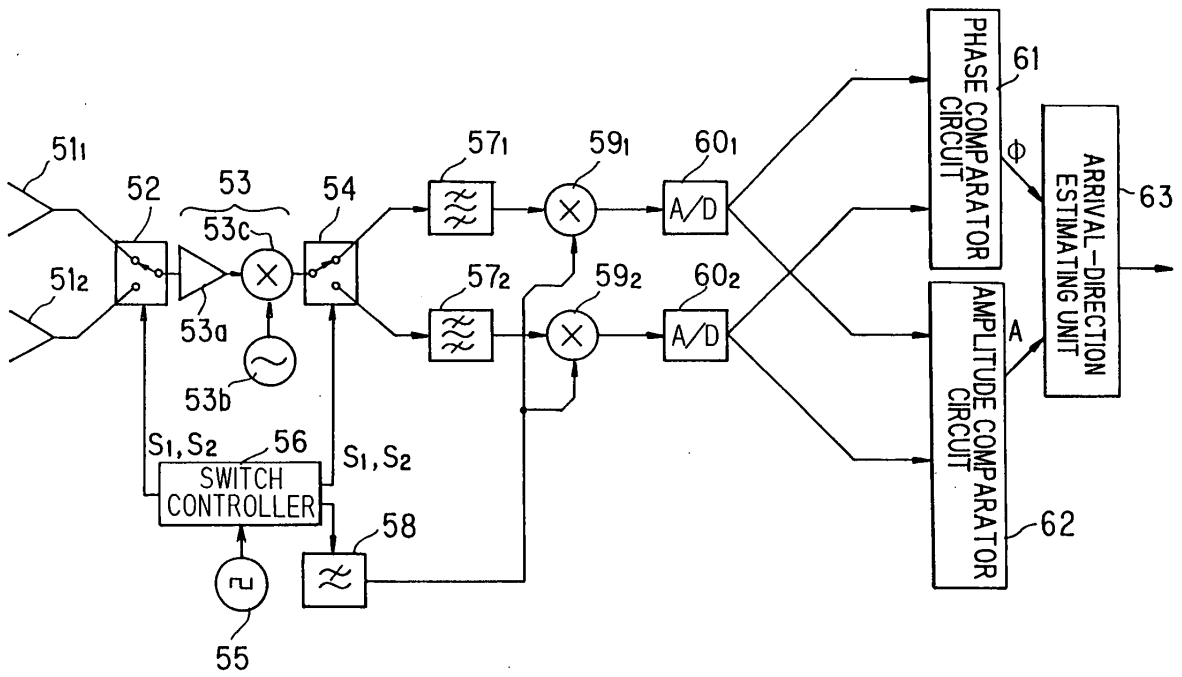 51₁
52
53
53c
54
57₁
59₁
60₁
A/D
PHASE COMPARATOR
CIRCUIT
61
ϕ
ARRIVAL-DIRECTION
ESTIMATING UNIT
63
51₂
53a
53b
57₂
59₂
60₂
A/D
AMPLITUDE COMPARATOR
CIRCUIT
A
62
S₁,S₂
56
S₁,S₂
SWITCH
CONTROLLER
58
55